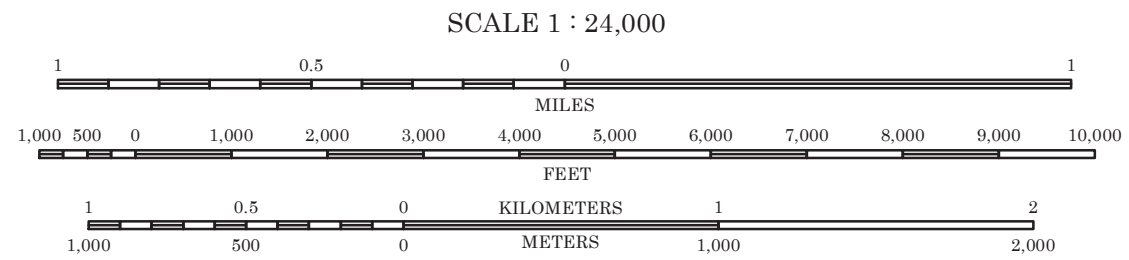 SCALE 1 : 24,000
1 0.5 0 1
MILES
1,000 500 0 1,000 2,000 3,000 4,000 5,000 6,000 7,000 8,000 9,000 10,000
FEET
1 0.5 0 KILOMETERS 1 2
1,000 500 0 METERS 1,000 2,000